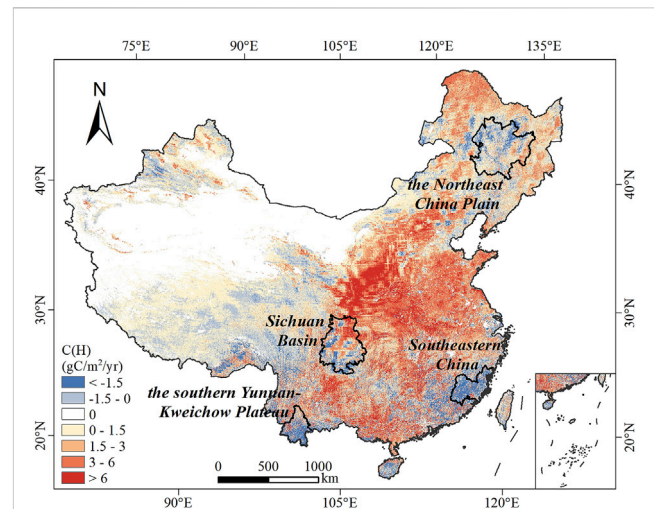 75°E 90°E 105°E 120°E 135°E
N
40°N
40°N
the Northeast
China Plain
30°N
30°N
Sichuan
Basin
Southeastern
China
C(H)
(gC/m²/yr)
< -1.5
-1.5 - 0
0
0 - 1.5
1.5 - 3
3 - 6
> 6
the southern Yunnan-
Kweichow Plateau
20°N
20°N
0 500 1000
km
90°E 105°E 120°E